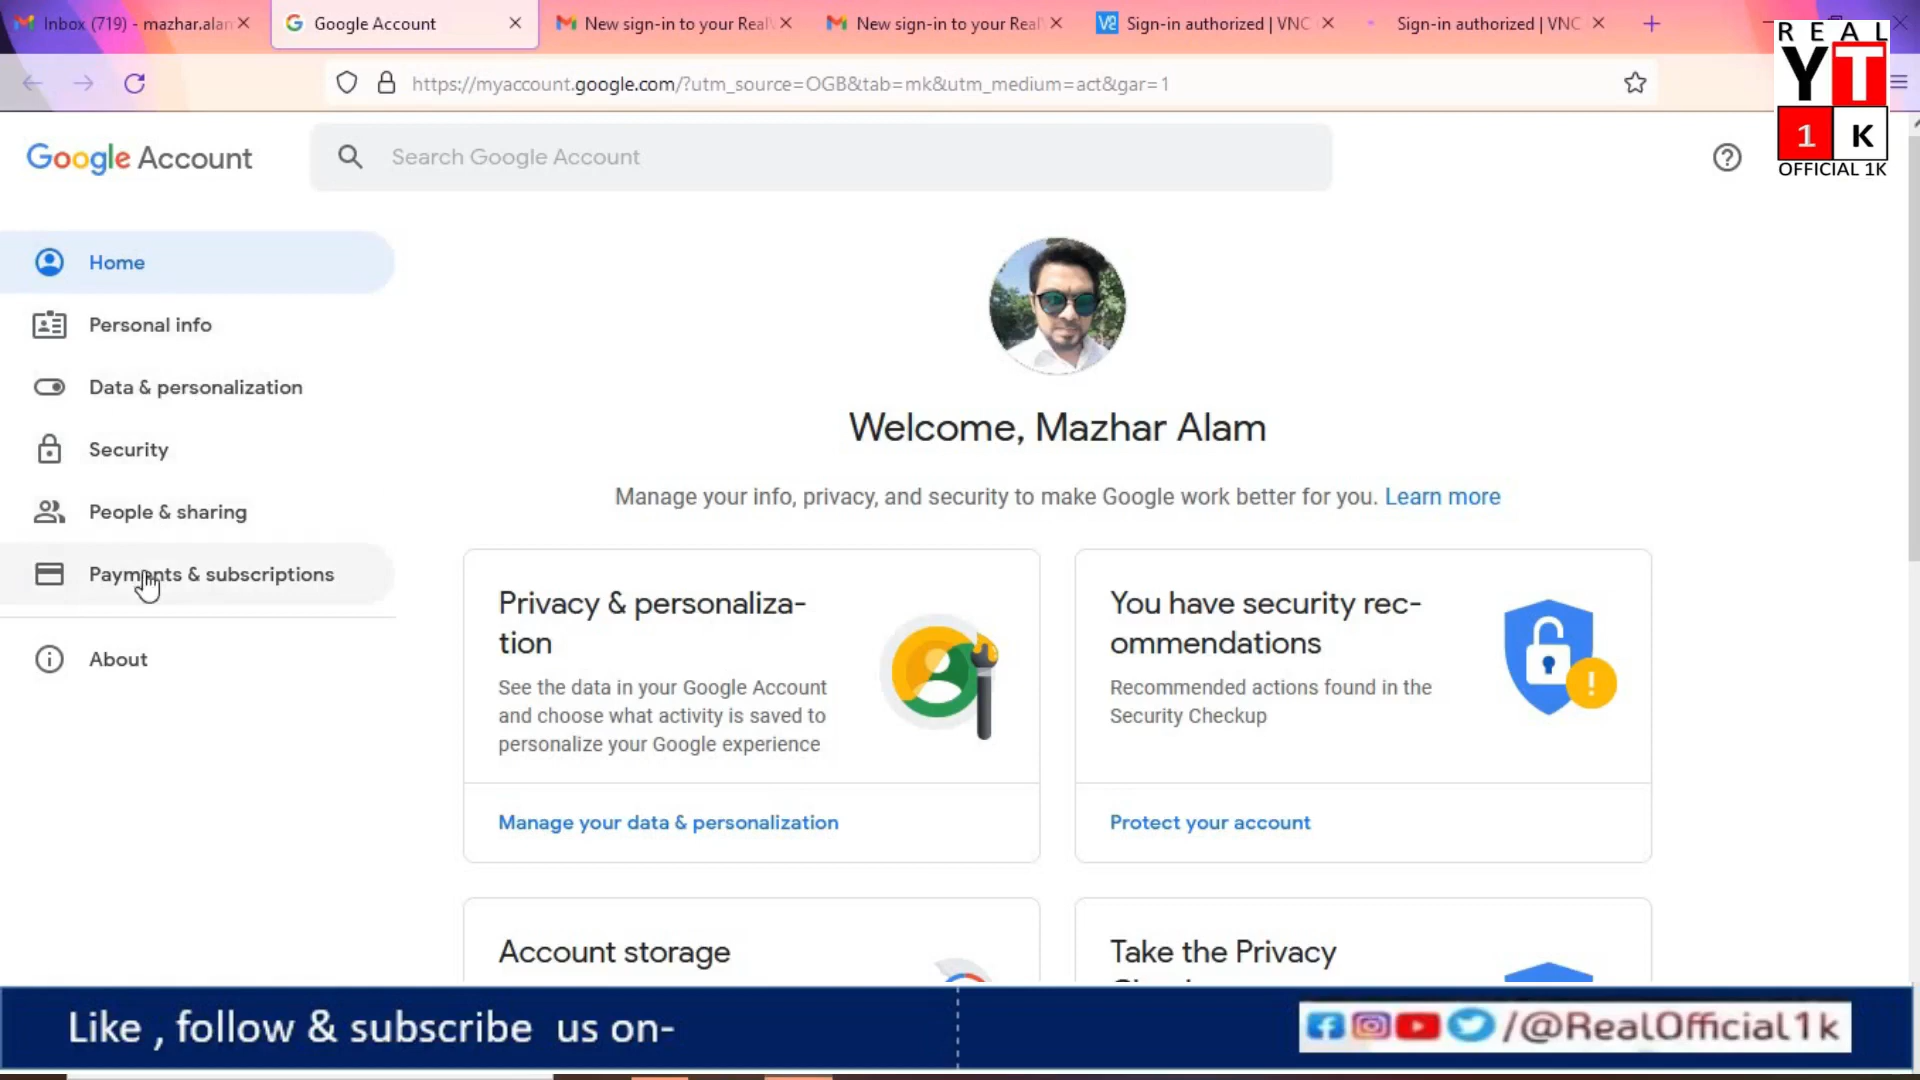 Inbox (719) - mazhar.alam
Google Account
New sign-in to your Real
New sign-in to your Real
V2 Sign-in authorized | VNC
Sign-in authorized | VNC
https://myaccount.google.com/?utm_source=OGB&tab=mk&utm_medium=act&gar=1
REAL
YT
1 K
OFFICIAL 1K
Google Account
Search Google Account
Home
Personal info
Data & personalization
Security
People & sharing
Payments & subscriptions
About
Welcome, Mazhar Alam
Manage your info, privacy, and security to make Google work better for you. Learn more
Privacy & personaliza-
tion
See the data in your Google Account
and choose what activity is saved to
personalize your Google experience
Manage your data & personalization
You have security rec-
ommendations
Recommended actions found in the
Security Checkup
Protect your account
Account storage
Take the Privacy
Like , follow & subscribe us on-
/@RealOfficial1k